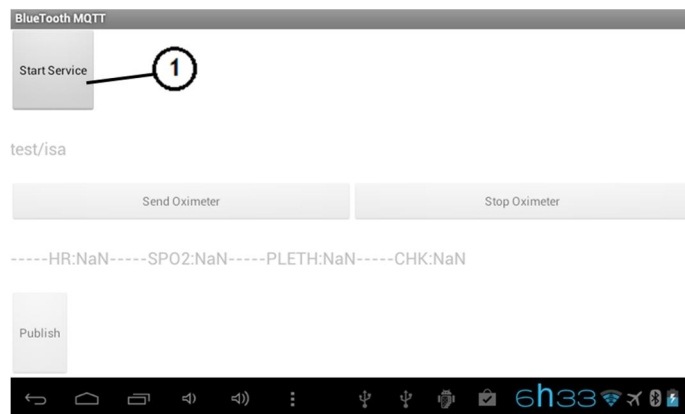 BlueTooth MQTT
Start Service
1
test/isa
Send Oximeter Stop Oximeter
-----HR:NaN-----SPO2:NaN-----PLETH:NaN-----CHK:NaN
Publish
6h33